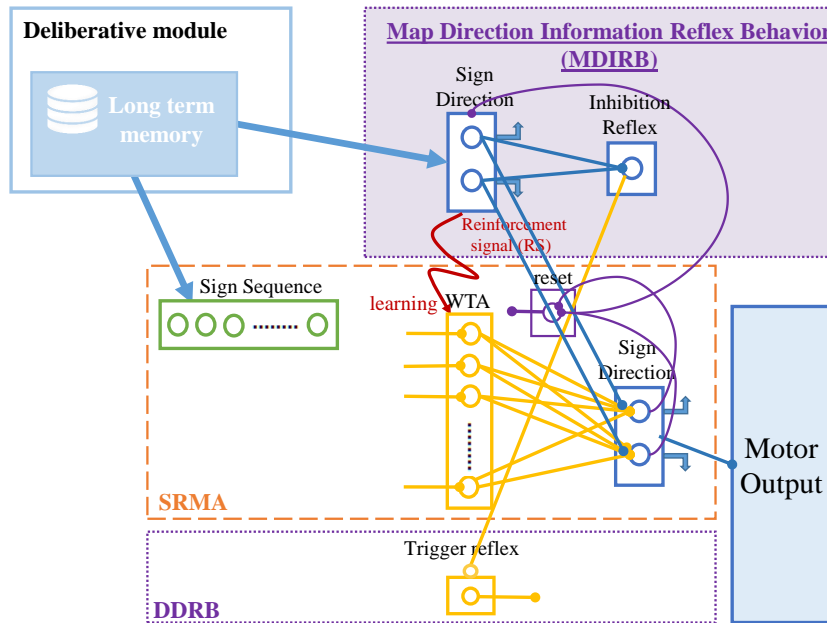 Deliberative module
Long term
memory
Map Direction Information Reflex Behavior
(MDIRB)
Sign
Direction
Inhibition
Reflex
Reinforcement
signal (RS)
Sign Sequence
learning
WTA
reset
Sign
Direction
SRMA
Motor
Output
Trigger reflex
DDRB